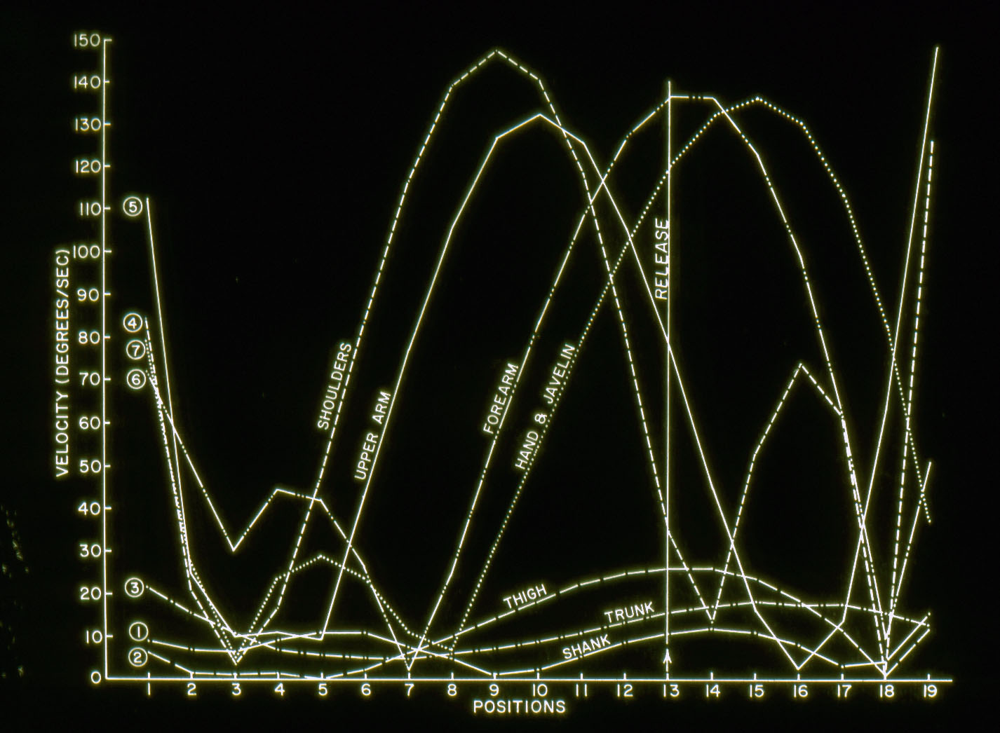 150
140
130
120
110
100
90
80
70
60
50
40
30
20
10
0
VELOCITY (DEGREES/SEC)
5
4
7
6
3
1
2
SHOULDERS
UPPER ARM
FOREARM
HAND & JAVELIN
RELEASE
THIGH
TRUNK
SHANK
1 2 3 4 5 6 7 8 9 10 11 12 13 14 15 16 17 18 19
POSITIONS